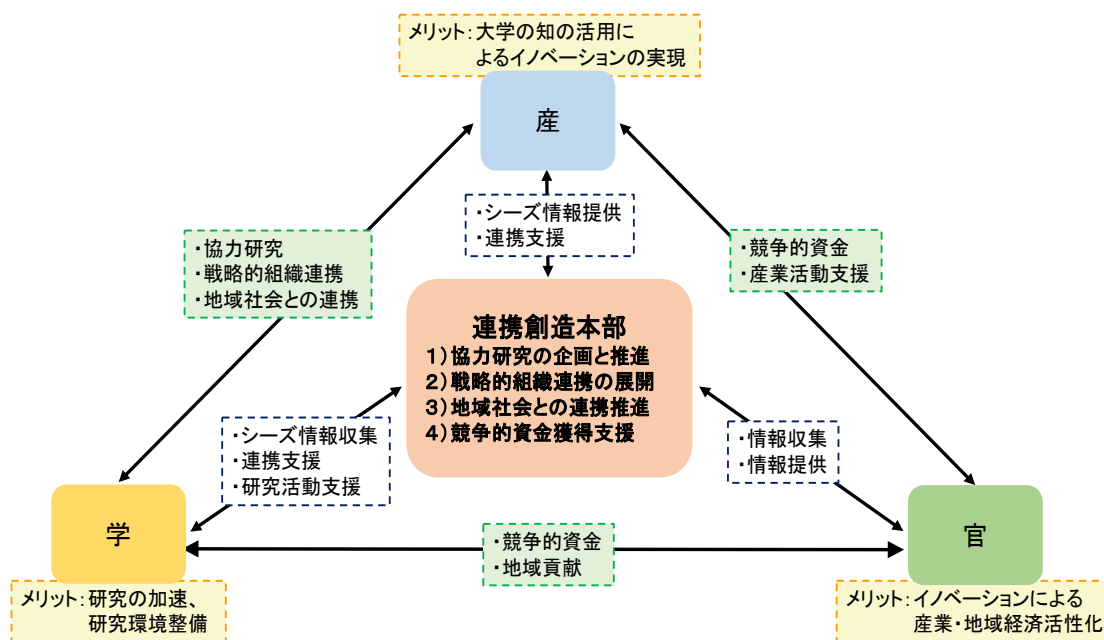 メリット：大学の知の活用に
よるイノベーションの実現
産
・シーズ情報提供
・連携支援
・協力研究
・戦略的組織連携
・地域社会との連携
・競争的資金
・産業活動支援
連携創造本部
１）協力研究の企画と推進
２）戦略的組織連携の展開
３）地域社会との連携推進
４）競争的資金獲得支援
・シーズ情報収集
・連携支援
・研究活動支援
・情報収集
・情報提供
学
・競争的資金
・地域貢献
官
メリット：研究の加速、
研究環境整備
メリット：イノベーションによる
産業・地域経済活性化